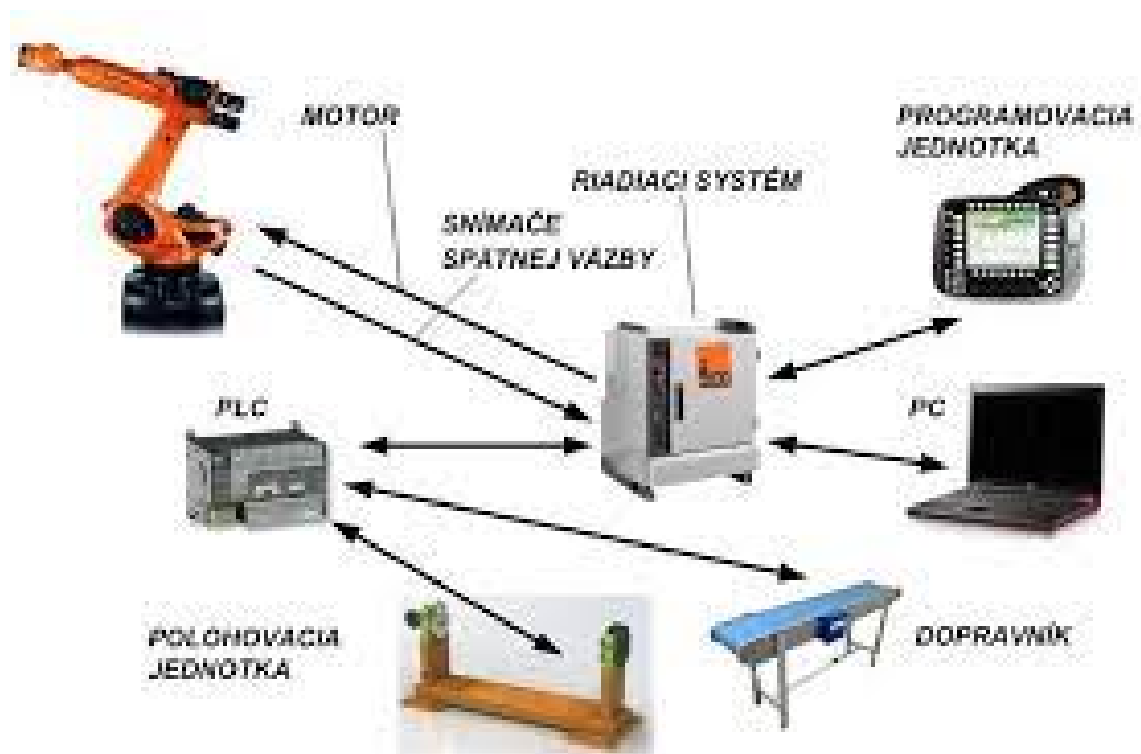 MOTOR
PROGRAMOVACIA
JEDNOTKA
RIADIACI SYSTÉM
SNÍMAČE
SPÄTNEJ VÄZBY
PLC
PC
POLOHOVACIA
JEDNOTKA
DOPRAVNÍK